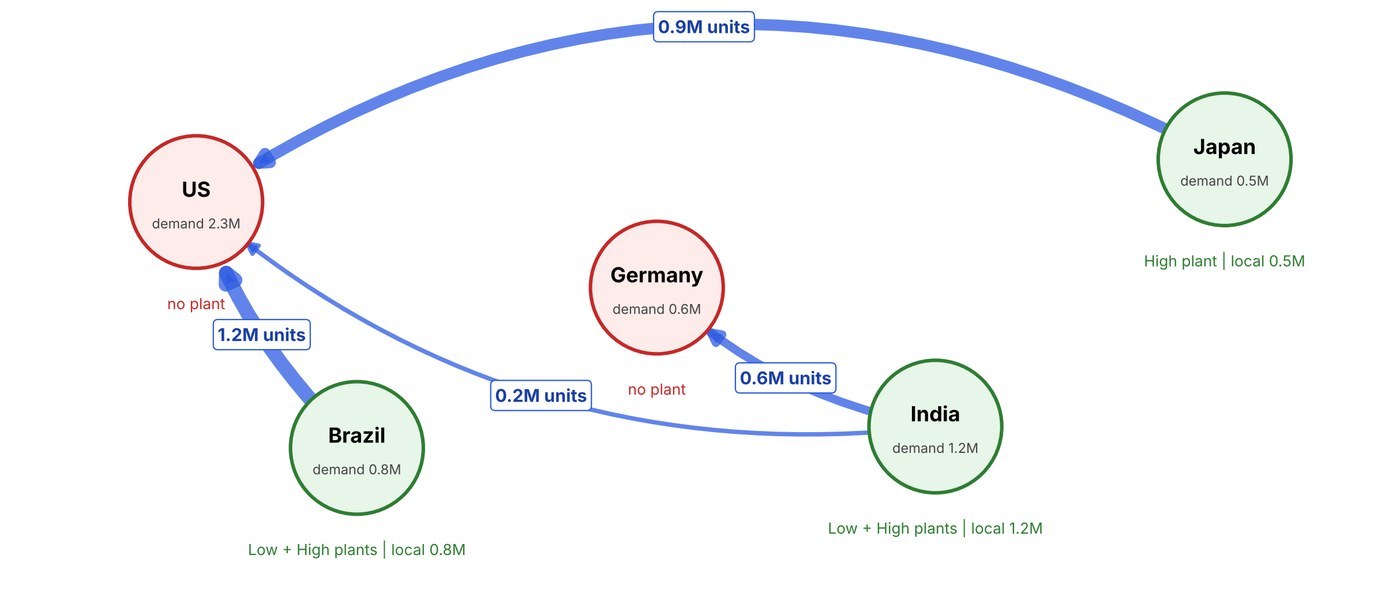 0.9M units
Japan
demand 0.5M
High plant | local 0.5M
US
demand 2.3M
no plant
1.2M units
Germany
demand 0.6M
no plant
0.6M units
0.2M units
India
demand 1.2M
Low + High plants | local 1.2M
Brazil
demand 0.8M
Low + High plants | local 0.8M